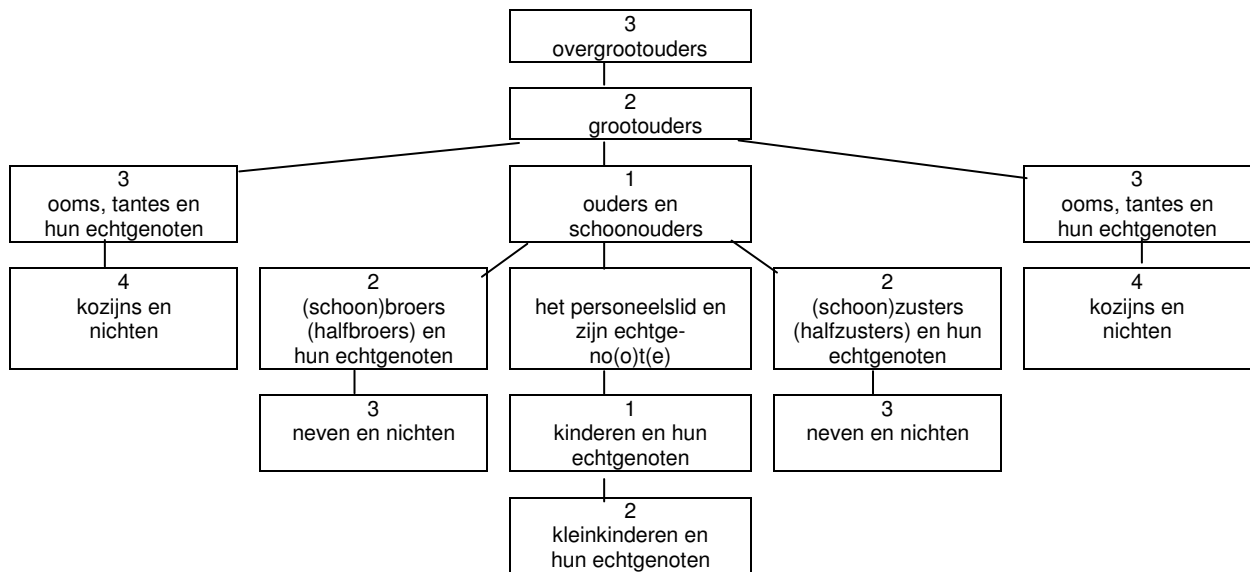 3
overgrootouders
2
grootouders
3
ooms, tantes en
hun echtgenoten
1
ouders en
schoonouders
3
ooms, tantes en
hun echtgenoten
4
kozijns en
nichten
2
(schoon)broers
(halfbroers) en
hun echtgenoten
het personeelslid en
zijn echtge-
no(o)t(e)
2
(schoon)zusters
(halfzusters) en hun
echtgenoten
4
kozijns en
nichten
3
neven en nichten
1
kinderen en hun
echtgenoten
3
neven en nichten
2
kleinkinderen en
hun echtgenoten